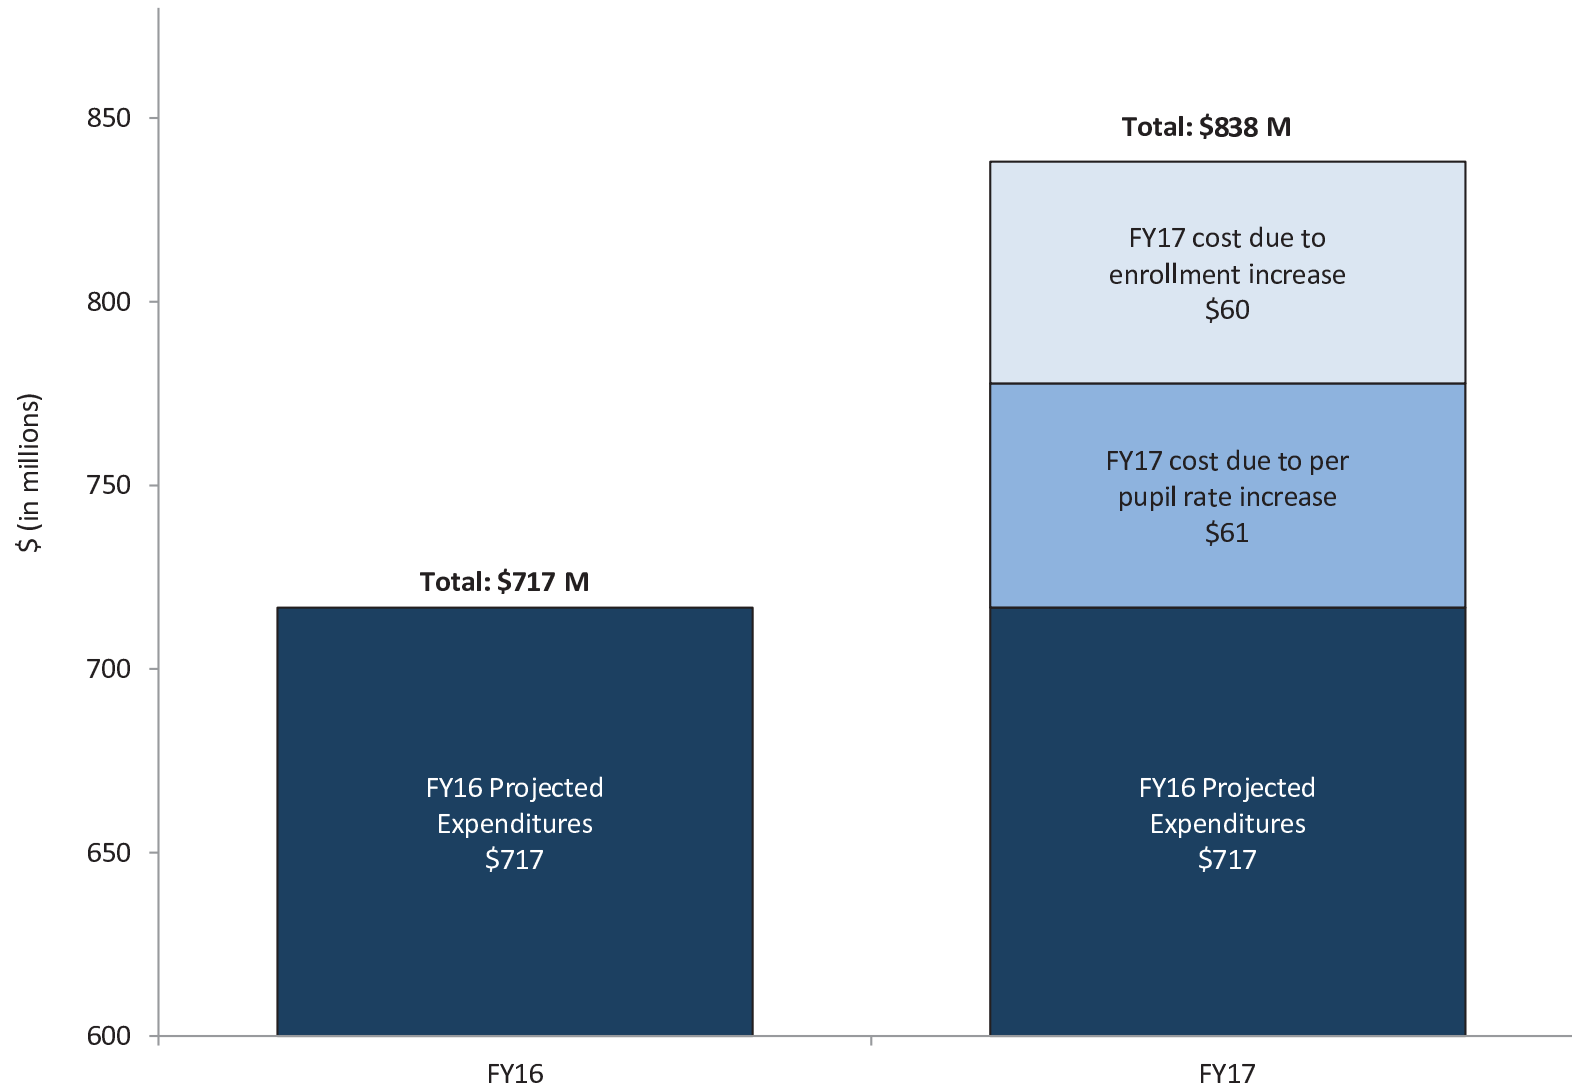 $ (in millions)
850
800
750
700
650
600
Total: $717 M
FY16 Projected
Expenditures
$717
Total: $838 M
FY17 cost due to
enrollment increase
$60
FY17 cost due to per
pupil rate increase
$61
FY16 Projected
Expenditures
$717
FY16
FY17